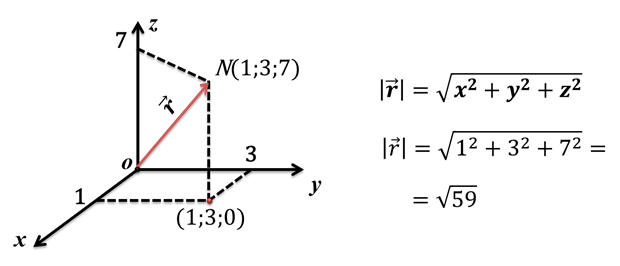 z
7
N(1;3;7)
r⃗
o
3
y
1
(1;3;0)
x
|r⃗| = √(x² + y² + z²)
|r⃗| = √(1² + 3² + 7²) =
= √59